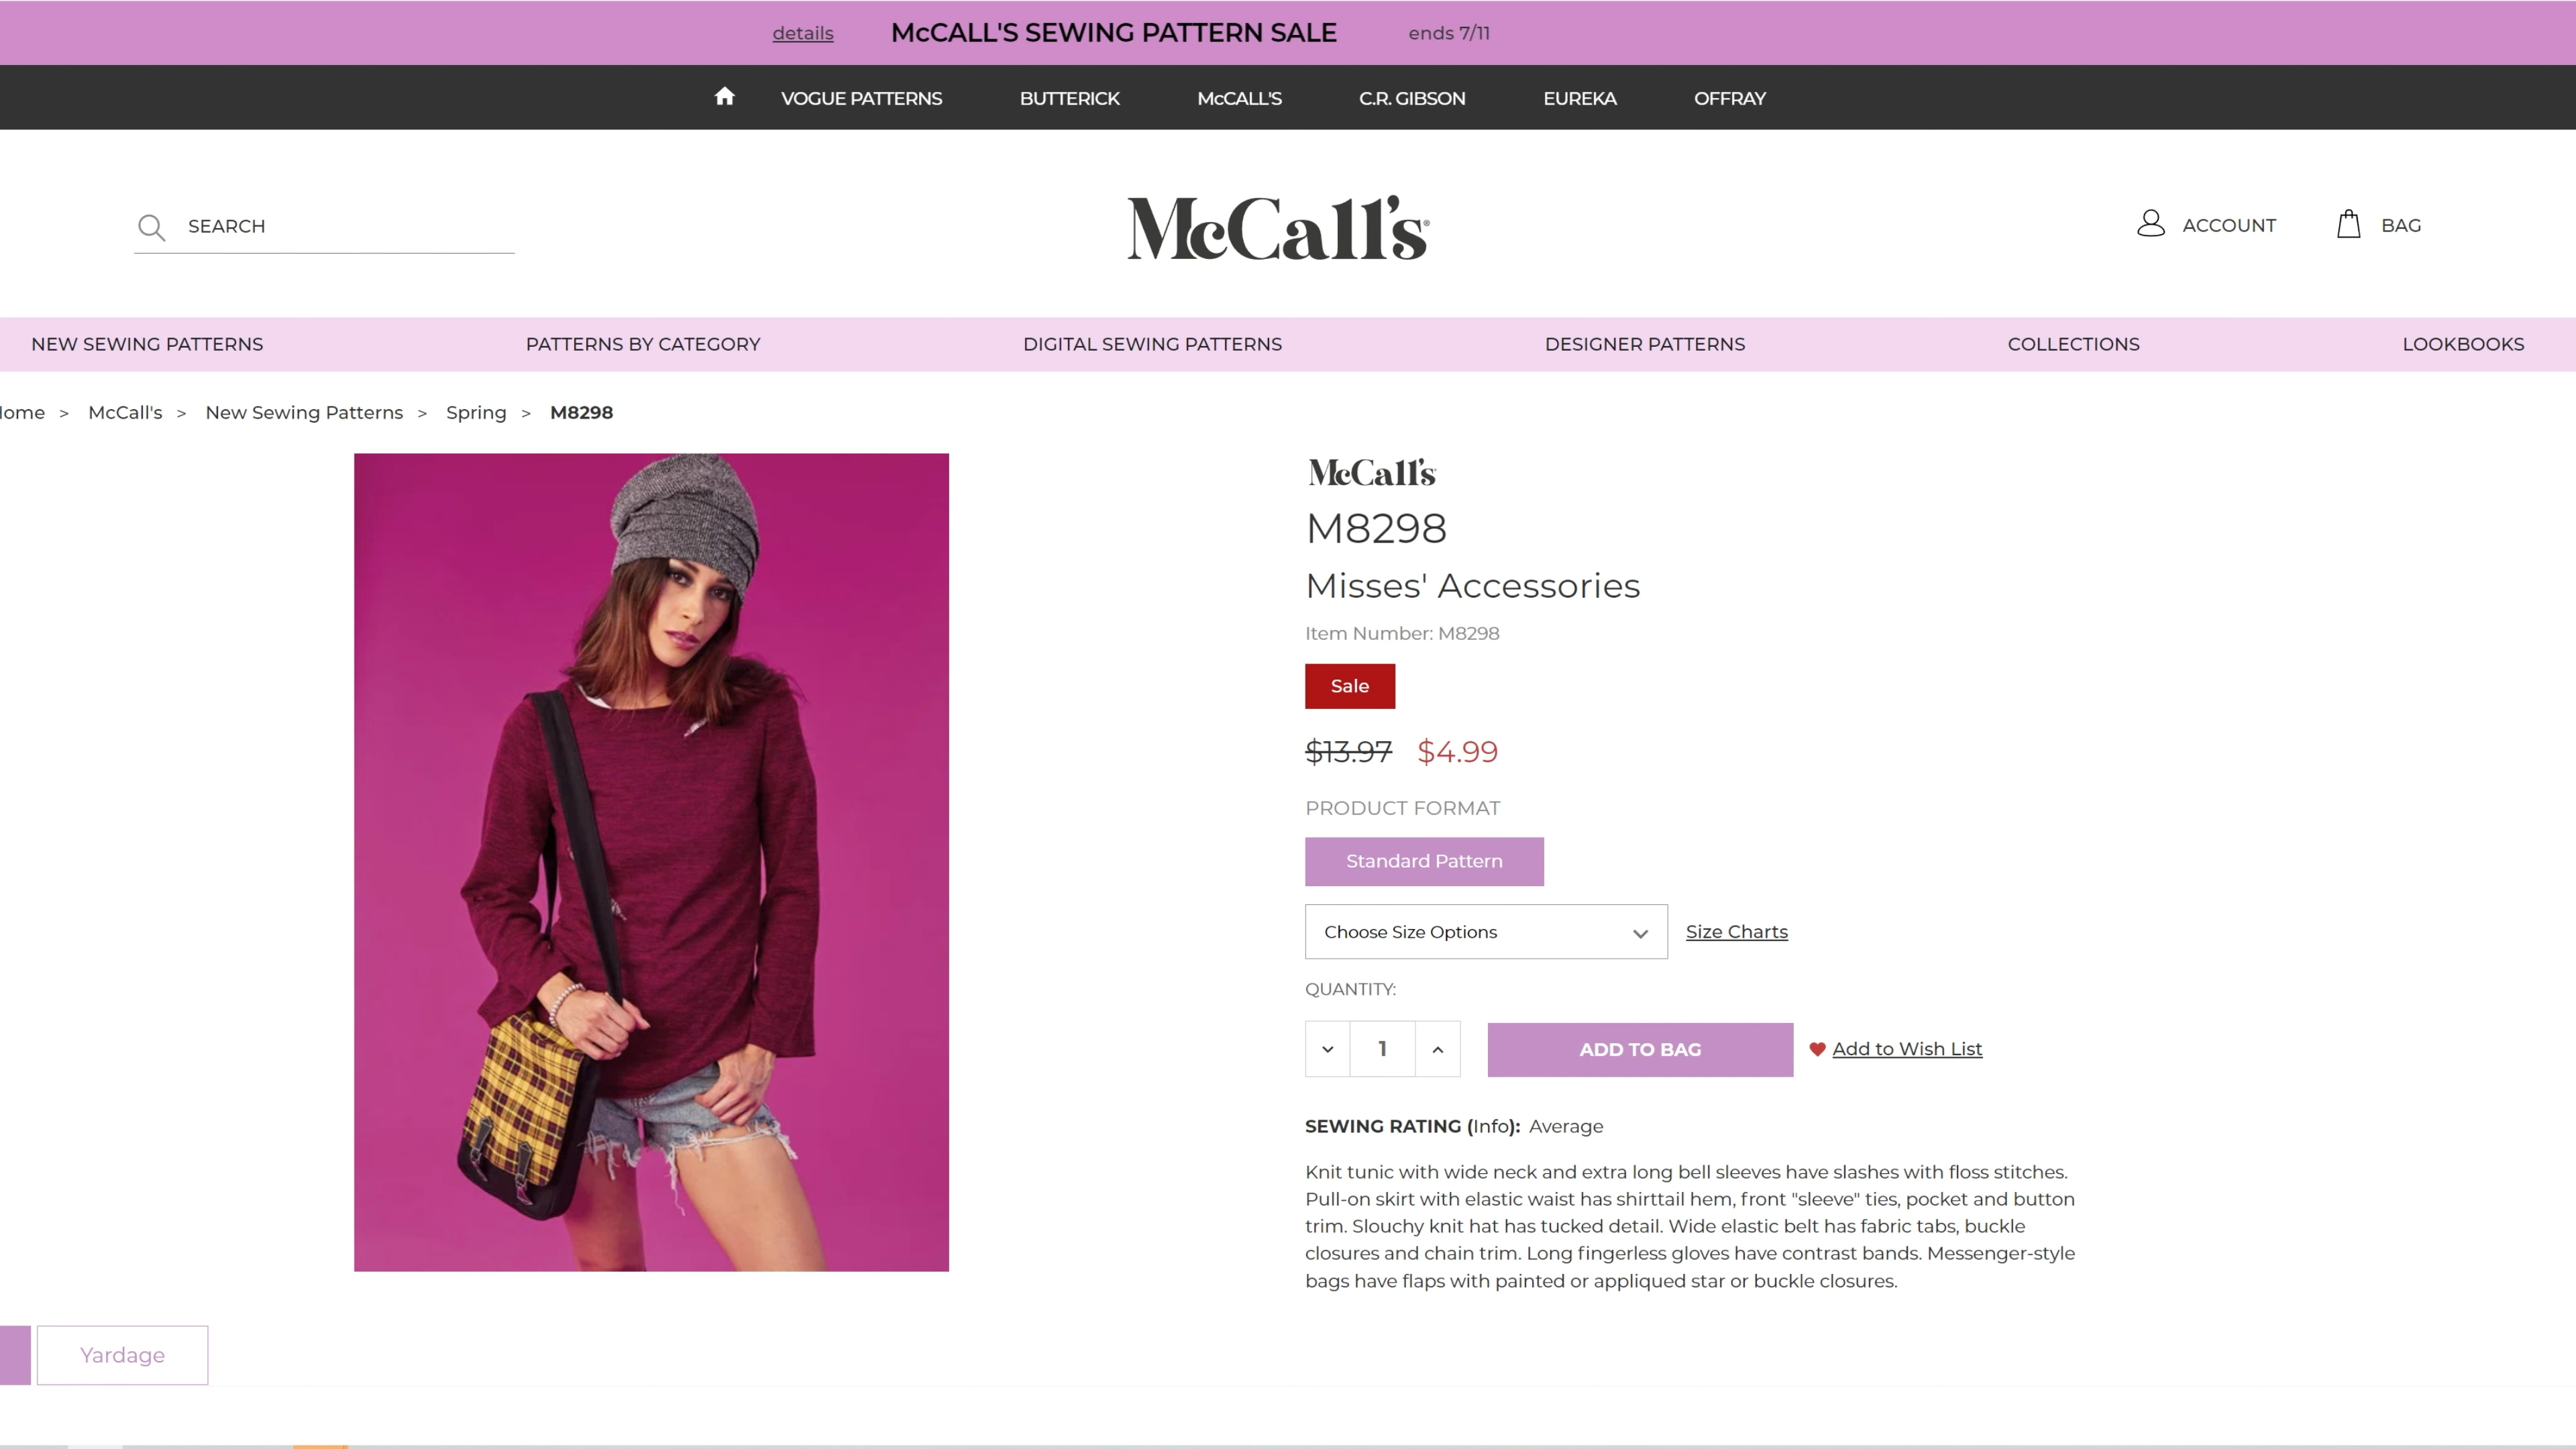 details McCALL'S SEWING PATTERN SALE ends 7/11
VOGUE PATTERNS BUTTERICK McCALL'S C.R. GIBSON EUREKA OFFRAY
SEARCH
McCall's®
ACCOUNT BAG
NEW SEWING PATTERNS PATTERNS BY CATEGORY DIGITAL SEWING PATTERNS DESIGNER PATTERNS COLLECTIONS LOOKBOOKS
ome > McCall's > New Sewing Patterns > Spring > M8298
McCall's
M8298
Misses' Accessories
Item Number: M8298
Sale
$13.97 $4.99
PRODUCT FORMAT
Standard Pattern
Choose Size Options Size Charts
QUANTITY:
1 ADD TO BAG Add to Wish List
SEWING RATING (Info): Average
Knit tunic with wide neck and extra long bell sleeves have slashes with floss stitches.
Pull-on skirt with elastic waist has shirttail hem, front "sleeve" ties, pocket and button
trim. Slouchy knit hat has tucked detail. Wide elastic belt has fabric tabs, buckle
closures and chain trim. Long fingerless gloves have contrast bands. Messenger-style
bags have flaps with painted or appliqued star or buckle closures.
Yardage